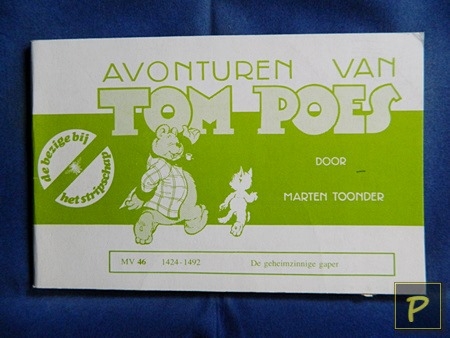 AVONTUREN VAN
TOM POES
de bezige bij
het stripschap
DOOR
MARTEN TOONDER
MV 46 1424-1492 De geheimzinnige gaper
P